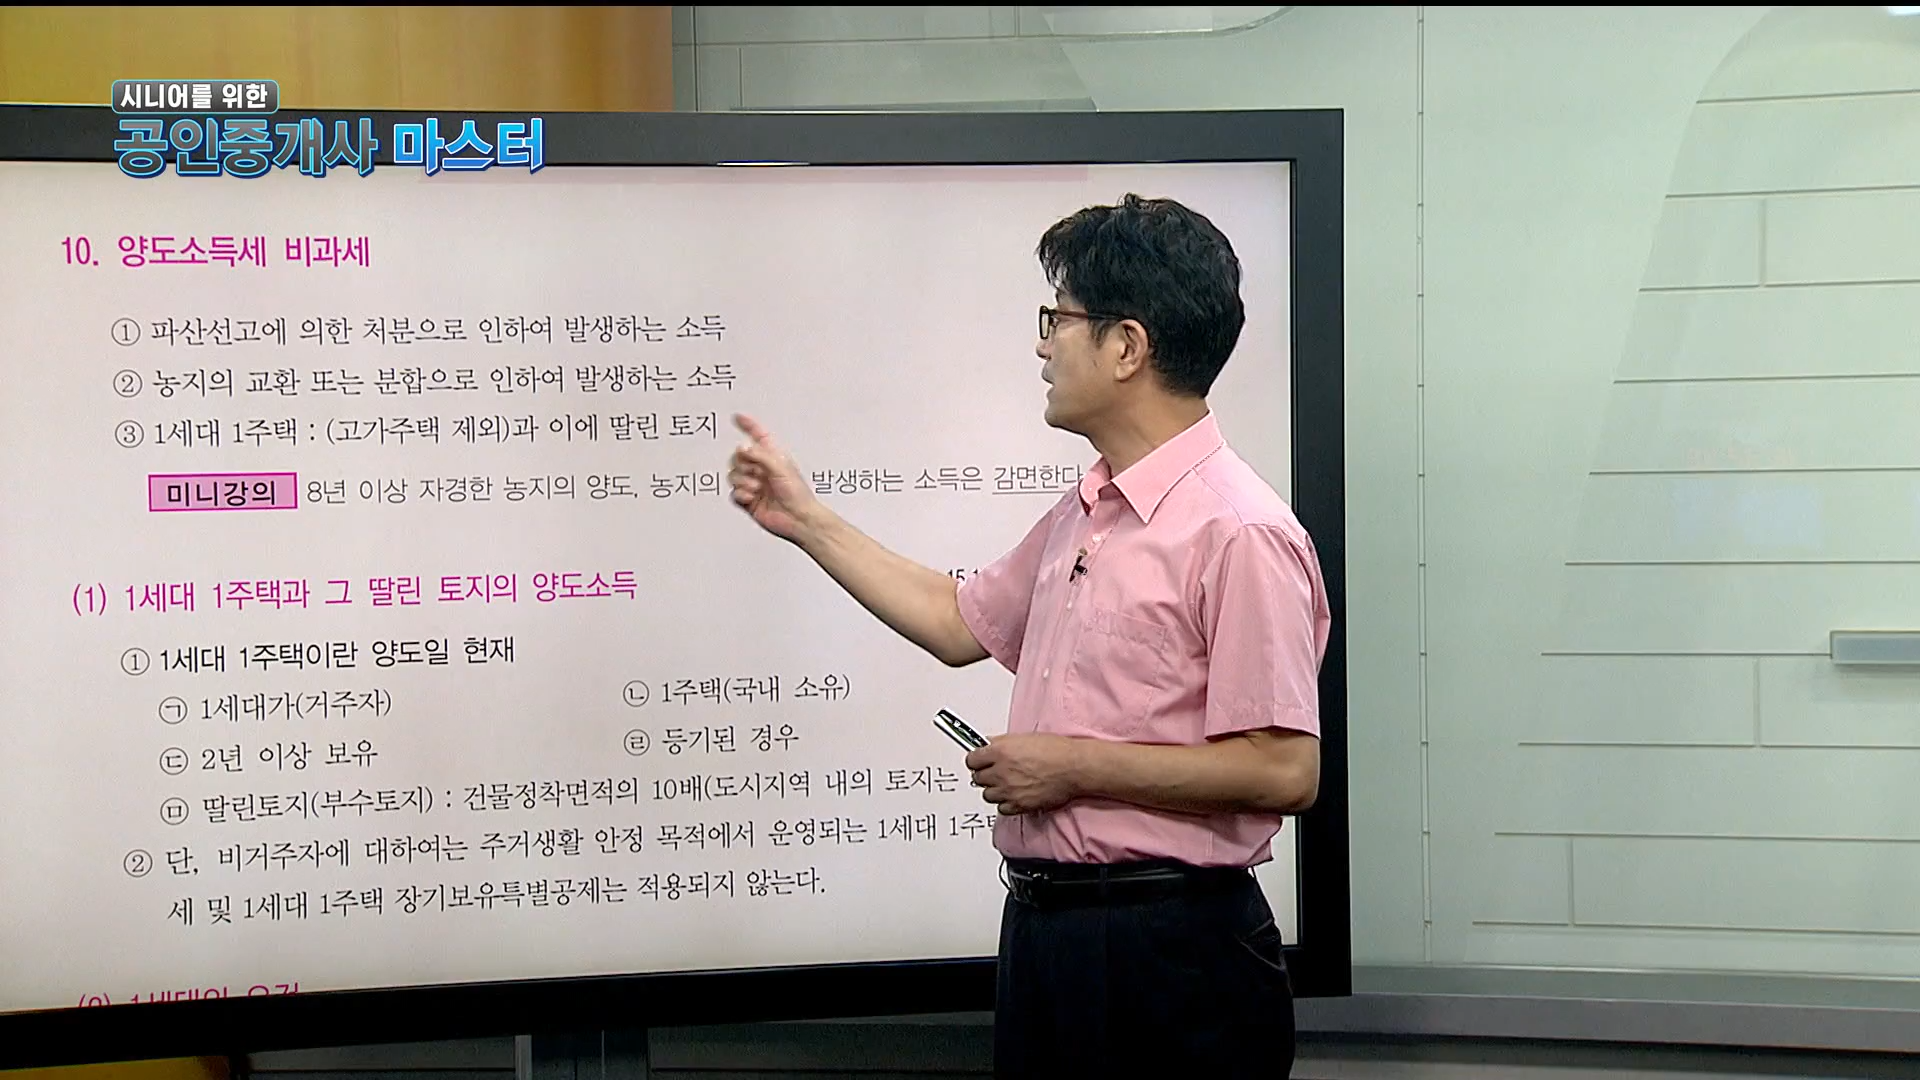 시니어를 위한
공인중개사 마스터
10. 양도소득세 비과세
① 파산선고에 의한 처분으로 인하여 발생하는 소득
② 농지의 교환 또는 분합으로 인하여 발생하는 소득
③ 1세대 1주택 : (고가주택 제외)과 이에 딸린 토지
미니강의 8년 이상 자경한 농지의 양도, 농지의 발생하는 소득은 감면한다
(1) 1세대 1주택과 그 딸린 토지의 양도소득
① 1세대 1주택이란 양도일 현재
㉠ 1세대가(거주자) ㉡ 1주택(국내 소유)
㉢ 2년 이상 보유 ㉣ 등기된 경우
㉤ 딸린토지(부수토지) : 건물정착면적의 10배(도시지역 내의 토지는
② 단, 비거주자에 대하여는 주거생활 안정 목적에서 운영되는 1세대 1주택
세 및 1세대 1주택 장기보유특별공제는 적용되지 않는다.